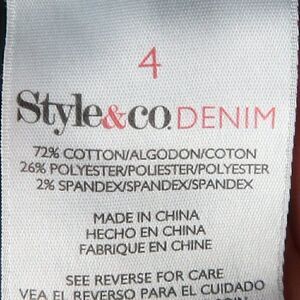 4
Style&co. DENIM
72% COTTON/ALGODON/COTON
26% POLYESTER/POLIESTER/POLYESTER
2% SPANDEX/SPANDEX/SPANDEX
MADE IN CHINA
HECHO EN CHINA
FABRIQUE EN CHINE
SEE REVERSE FOR CARE
VEA EL REVERSO PARA EL CUIDADO